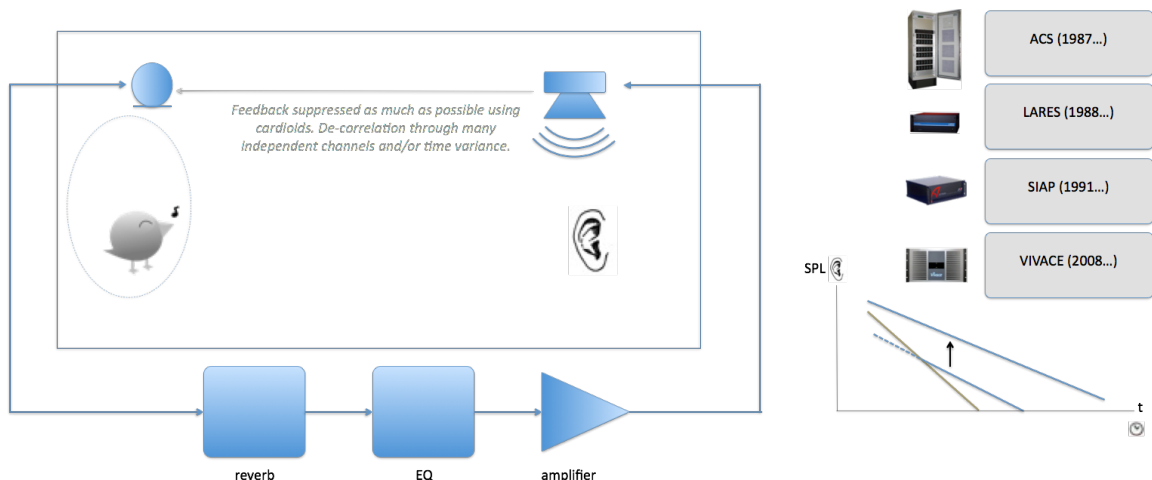 Feedback suppressed as much as possible using
cardioids. De-correlation through many
independent channels and/or time variance.
reverb
EQ
amplifier
ACS (1987...)
LARES (1988...)
SIAP (1991...)
VIVACE (2008...)
SPL
t